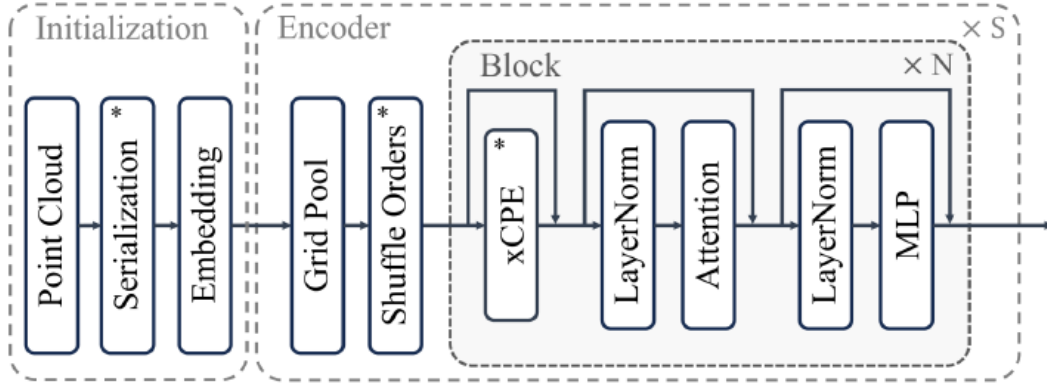 Initialization
Point Cloud
Serialization *
Embedding
Encoder
× S
Grid Pool
Shuffle Orders *
Block
× N
xCPE *
LayerNorm
Attention
LayerNorm
MLP